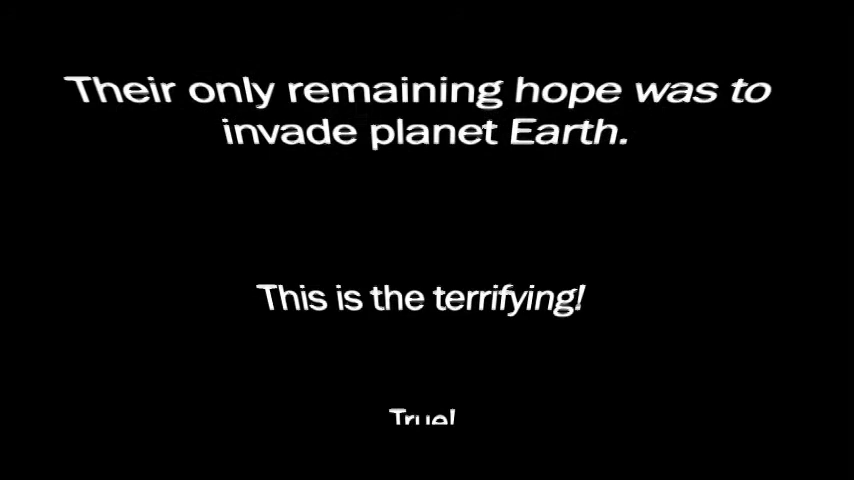 Their only remaining hope was to
invade planet Earth.
This is the terrifying!
True!